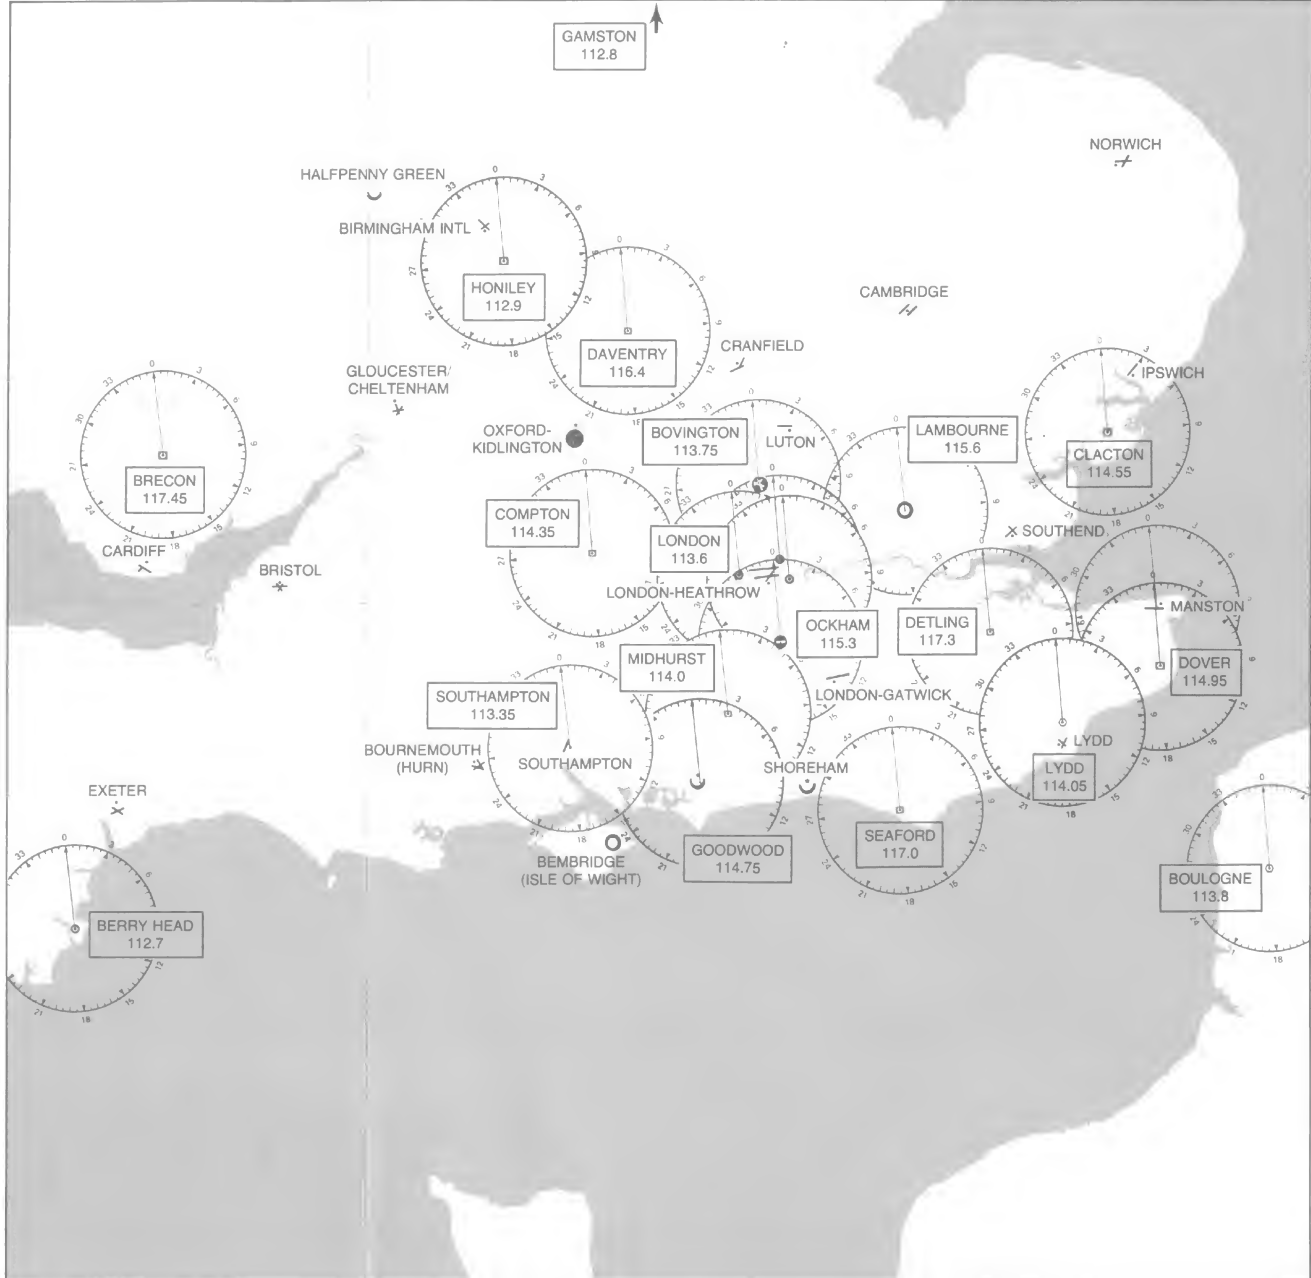 GAMSTON
112.8
NORWICH
HALFPENNY GREEN
BIRMINGHAM INTL
HONILEY
112.9
CAMBRIDGE
DAVENTRY
116.4
CRANFIELD
GLOUCESTER/
CHELTENHAM
IPSWICH
OXFORD-
KIDLINGTON
BOVINGTON
113.75
LUTON
LAMBOURNE
115.6
CLACTON
114.55
BRECON
117.45
COMPTON
114.35
LONDON
113.6
SOUTHEND
CARDIFF
BRISTOL
LONDON-HEATHROW
MANSTON
OCKHAM
115.3
DETLING
117.3
MIDHURST
114.0
DOVER
114.95
LONDON-GATWICK
SOUTHAMPTON
113.35
BOURNEMOUTH
(HURN)
SOUTHAMPTON
SHOREHAM
LYDD
LYDD
114.05
EXETER
SEAFORD
117.0
GOODWOOD
114.75
BEMBRIDGE
(ISLE OF WIGHT)
BOULOGNE
113.8
BERRY HEAD
112.7